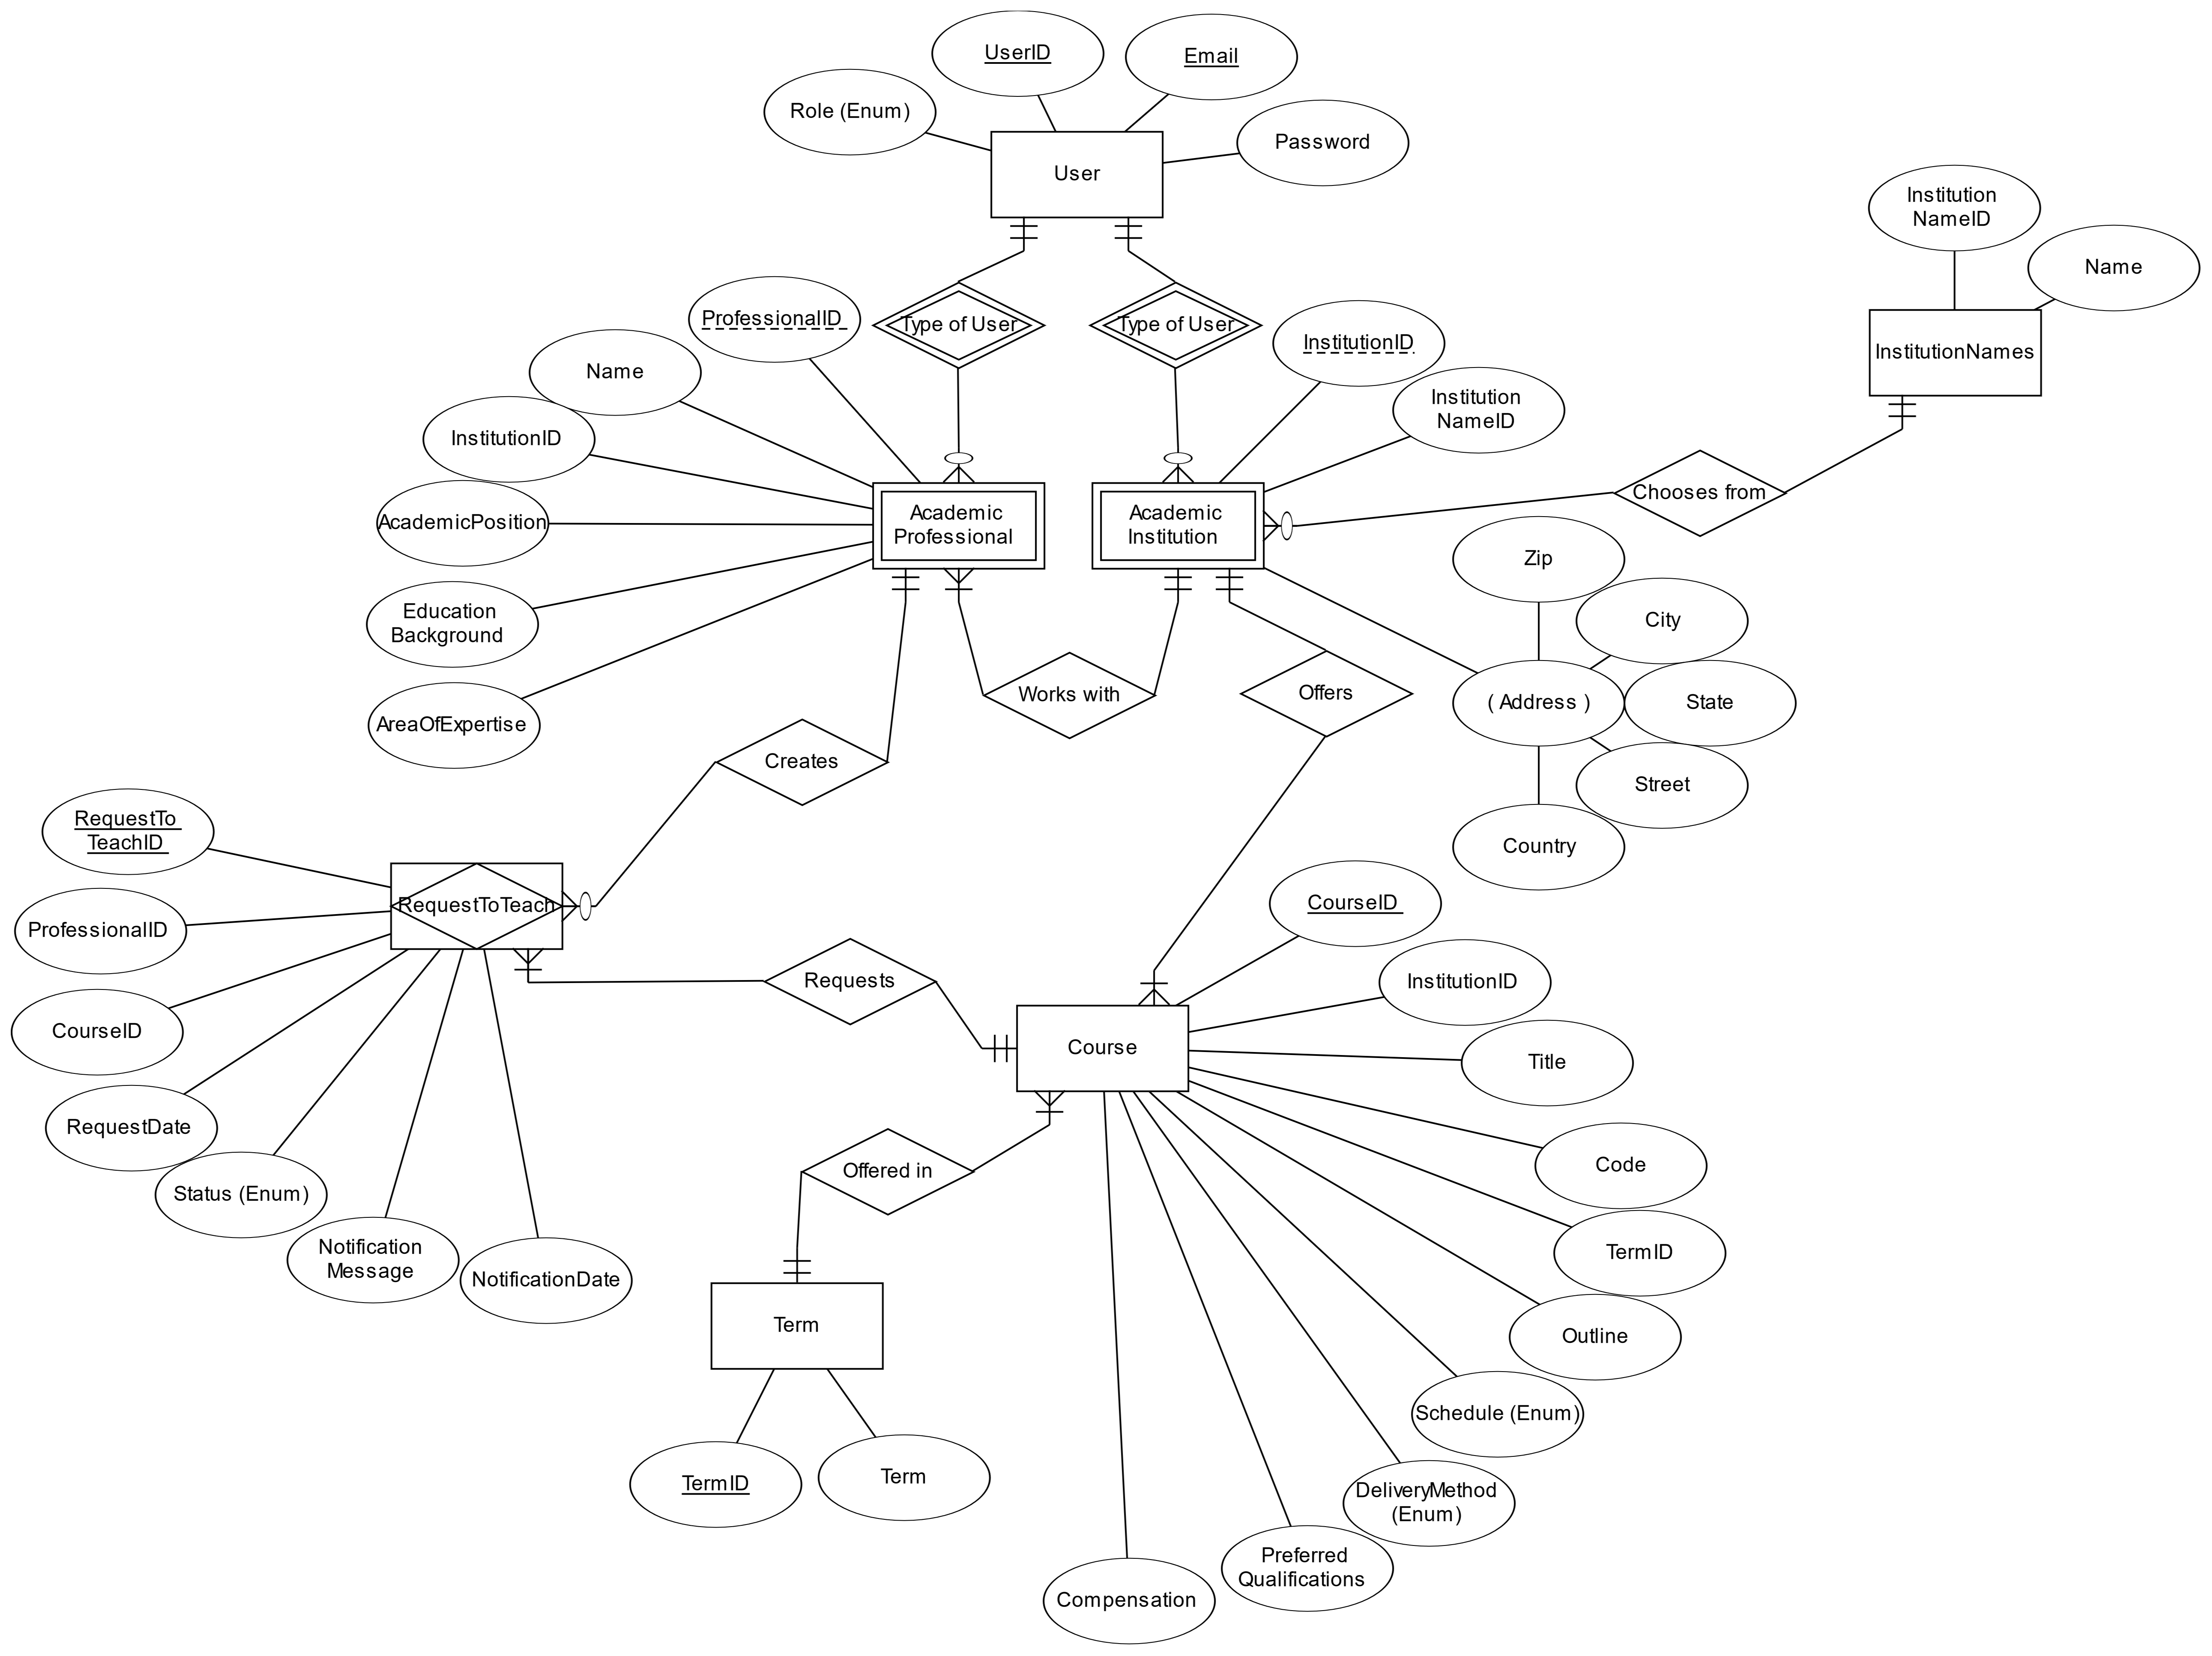 UserID
Email
Role (Enum)
Password
User
Institution
NameID
Name
InstitutionNames
ProfessionalID
Type of User
Type of User
InstitutionID
Name
Institution
NameID
InstitutionID
AcademicPosition
Academic
Professional
Academic
Institution
Chooses from
Zip
Education
Background
City
AreaOfExpertise
Works with
Offers
( Address )
State
Creates
Street
RequestTo
TeachID
Country
RequestToTeach
CourseID
ProfessionalID
Requests
InstitutionID
CourseID
Course
Title
RequestDate
Offered in
Code
Status (Enum)
Notification
Message
NotificationDate
TermID
Term
Outline
Schedule (Enum)
TermID
Term
DeliveryMethod
(Enum)
Preferred
Qualifications
Compensation